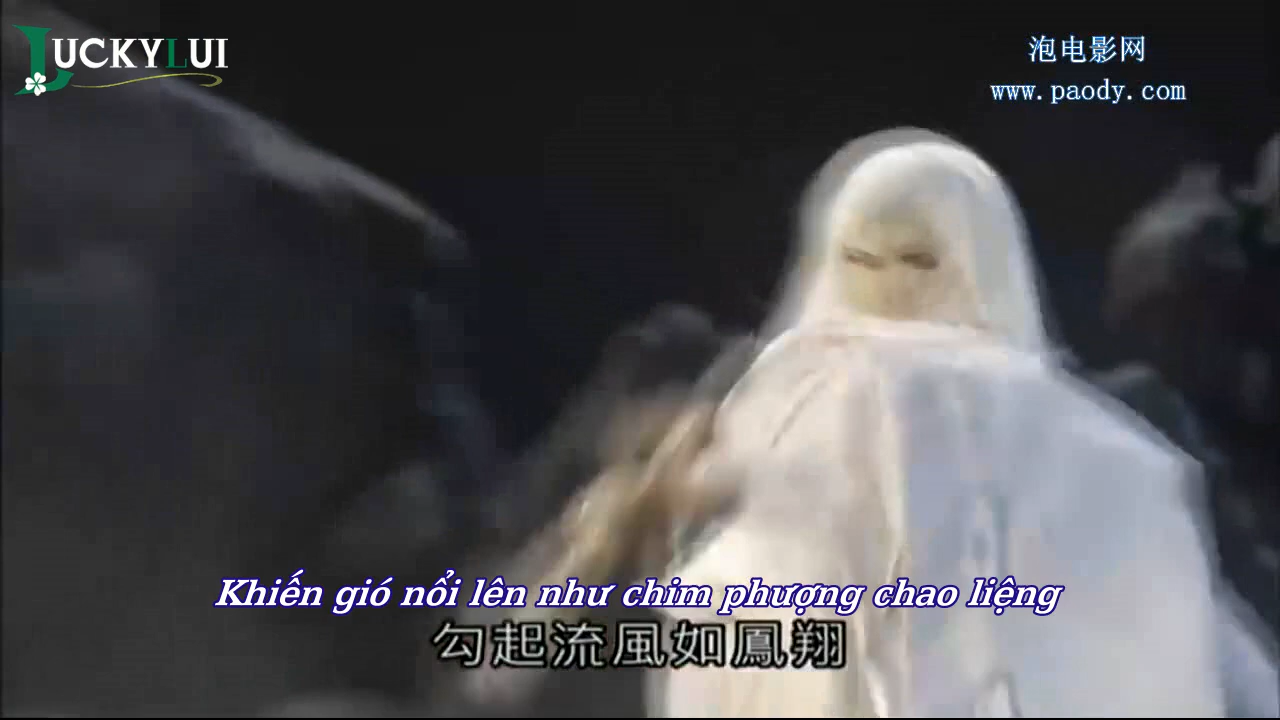 LUCKYLUI
泡电影网
www.paody.com
Khiến gió nổi lên như chim phượng chao liệng
勾起流風如鳳翔